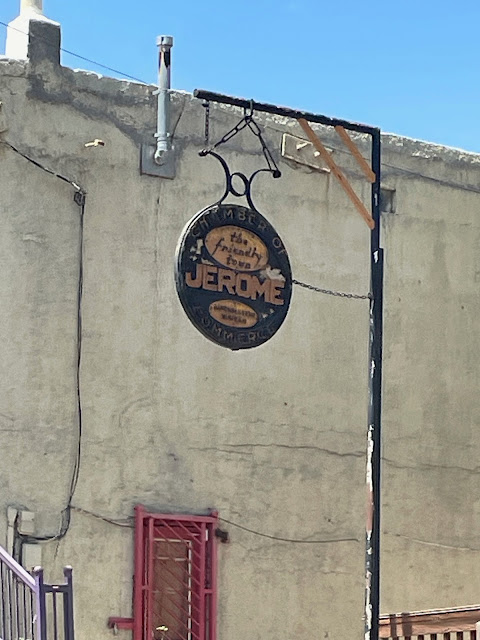 CHAMBER OF
the
friendly
town
JEROME
COMMERCE